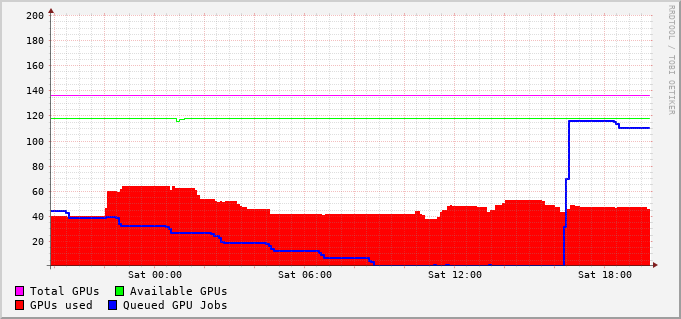 200
180
160
140
120
100
80
60
40
20
Sat 00:00 Sat 06:00 Sat 12:00 Sat 18:00
Total GPUs Available GPUs
GPUs used Queued GPU Jobs
RRDTOOL / TOBI OETIKER